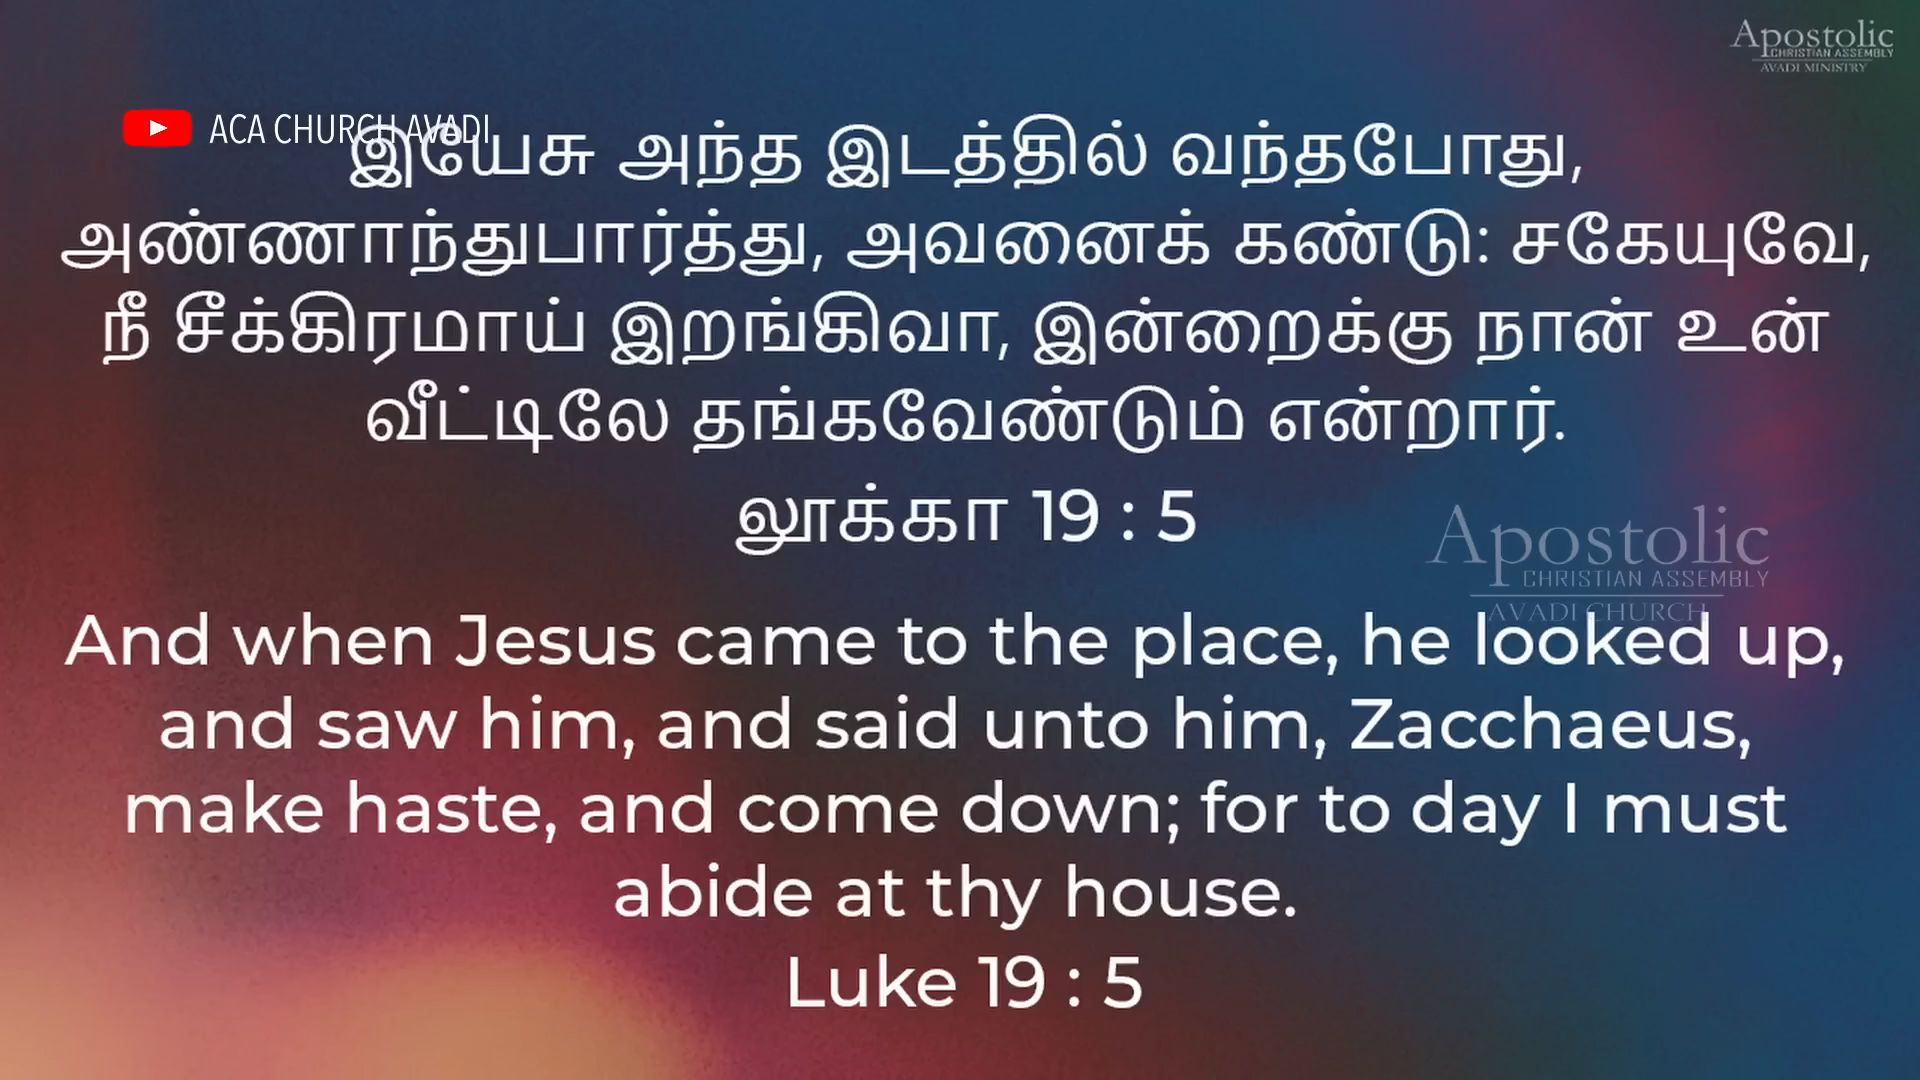 Apostolic
CHRISTIAN ASSEMBLY
AVADI MINISTRY
ACA CHURCH AVADI
இயேசு அந்த இடத்தில் வந்தபோது,
அண்ணாந்துபார்த்து, அவனைக் கண்டு: சகேயுவே,
நீ சீக்கிரமாய் இறங்கிவா, இன்றைக்கு நான் உன்
வீட்டிலே தங்கவேண்டும் என்றார்.
லூக்கா 19 : 5
Apostolic
CHRISTIAN ASSEMBLY
AVADI CHURCH
And when Jesus came to the place, he looked up,
and saw him, and said unto him, Zacchaeus,
make haste, and come down; for to day I must
abide at thy house.
Luke 19 : 5